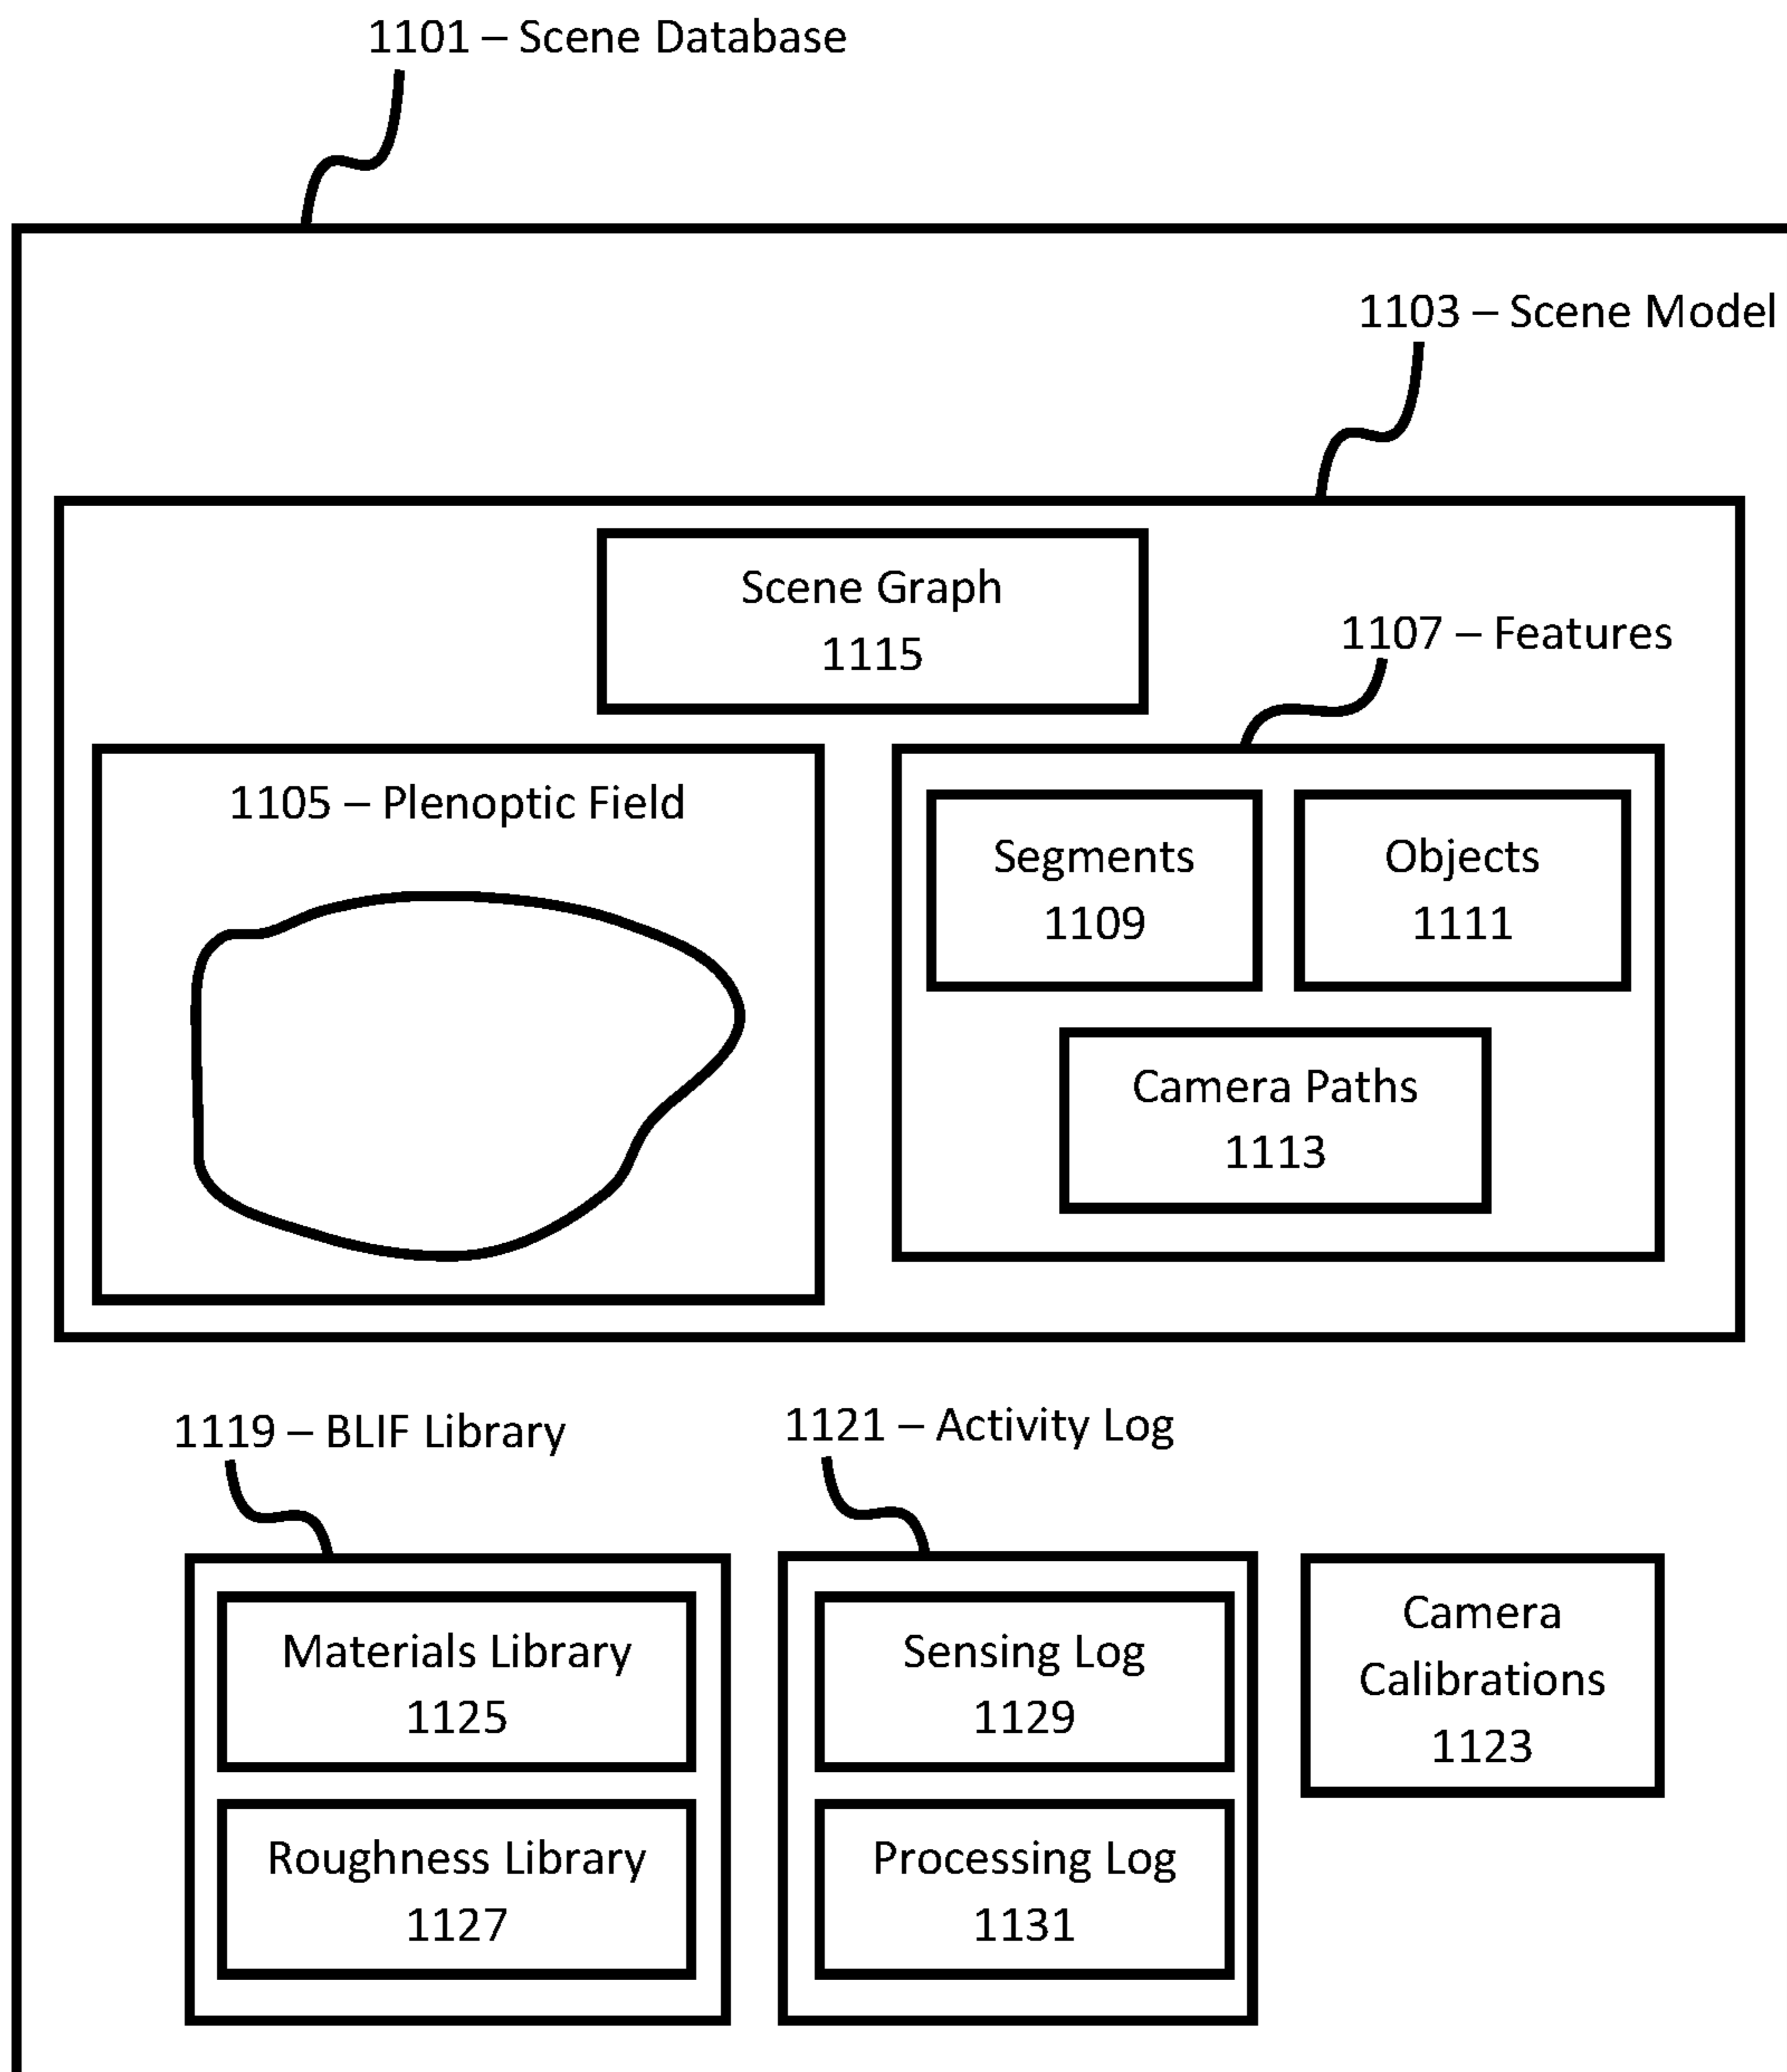 1101 – Scene Database
1103 – Scene Model
Scene Graph
1115
1107 – Features
1105 – Plenoptic Field
Segments
1109
Objects
1111
Camera Paths
1113
1119 – BLIF Library
1121 – Activity Log
Materials Library
1125
Roughness Library
1127
Sensing Log
1129
Processing Log
1131
Camera
Calibrations
1123